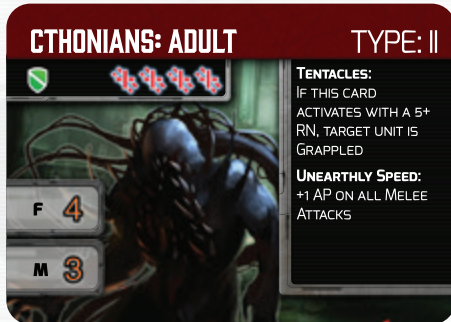 CTHONIANS: ADULT
TYPE: II
TENTACLES:
IF THIS CARD
ACTIVATES WITH A 5+
RN, TARGET UNIT IS
GRAPPLED
UNEARTHLY SPEED:
+1 AP ON ALL MELEE
ATTACKS
F 4
M 3